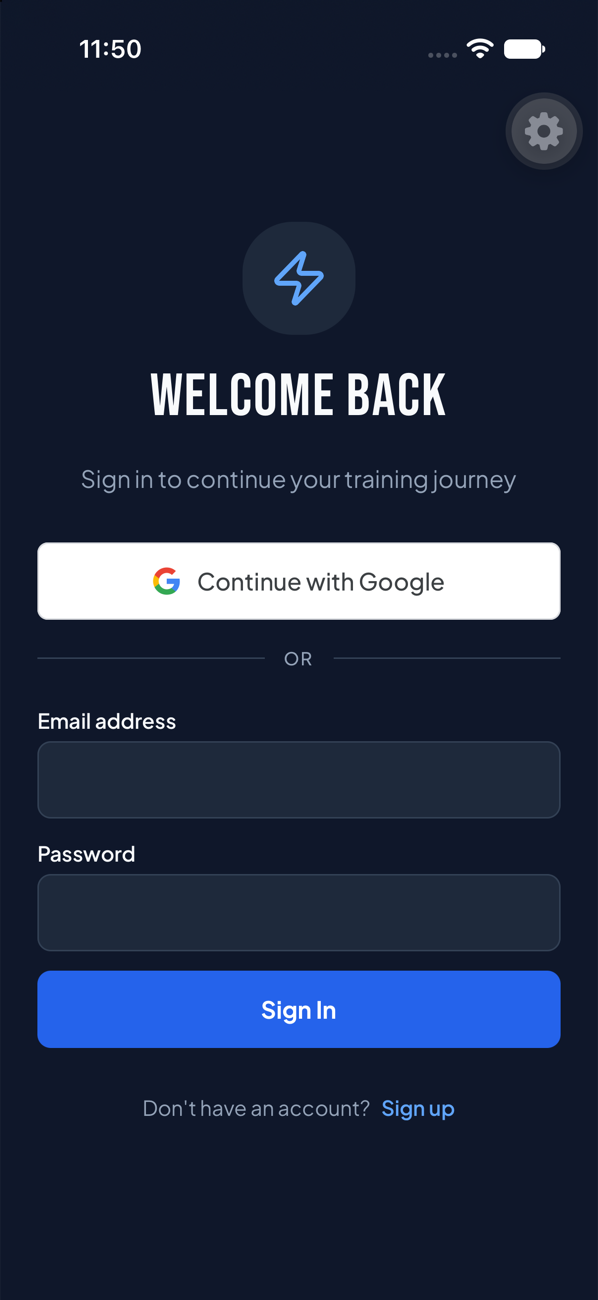 11:50
WELCOME BACK
Sign in to continue your training journey
Continue with Google
OR
Email address
Password
Sign In
Don't have an account? Sign up